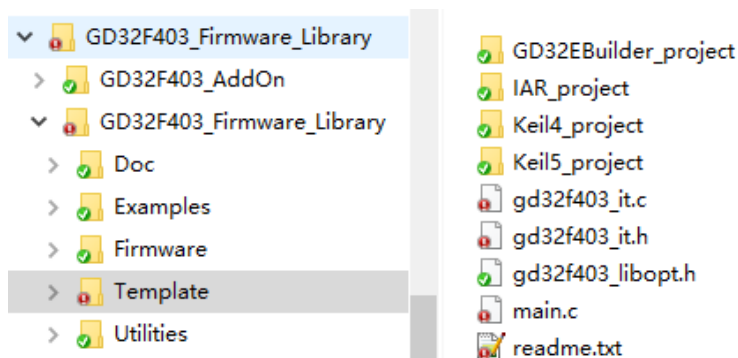 GD32F403_Firmware_Library
GD32F403_AddOn
GD32F403_Firmware_Library
Doc
Examples
Firmware
Template
Utilities
GD32EBuilder_project
IAR_project
Keil4_project
Keil5_project
gd32f403_it.c
gd32f403_it.h
gd32f403_libopt.h
main.c
readme.txt